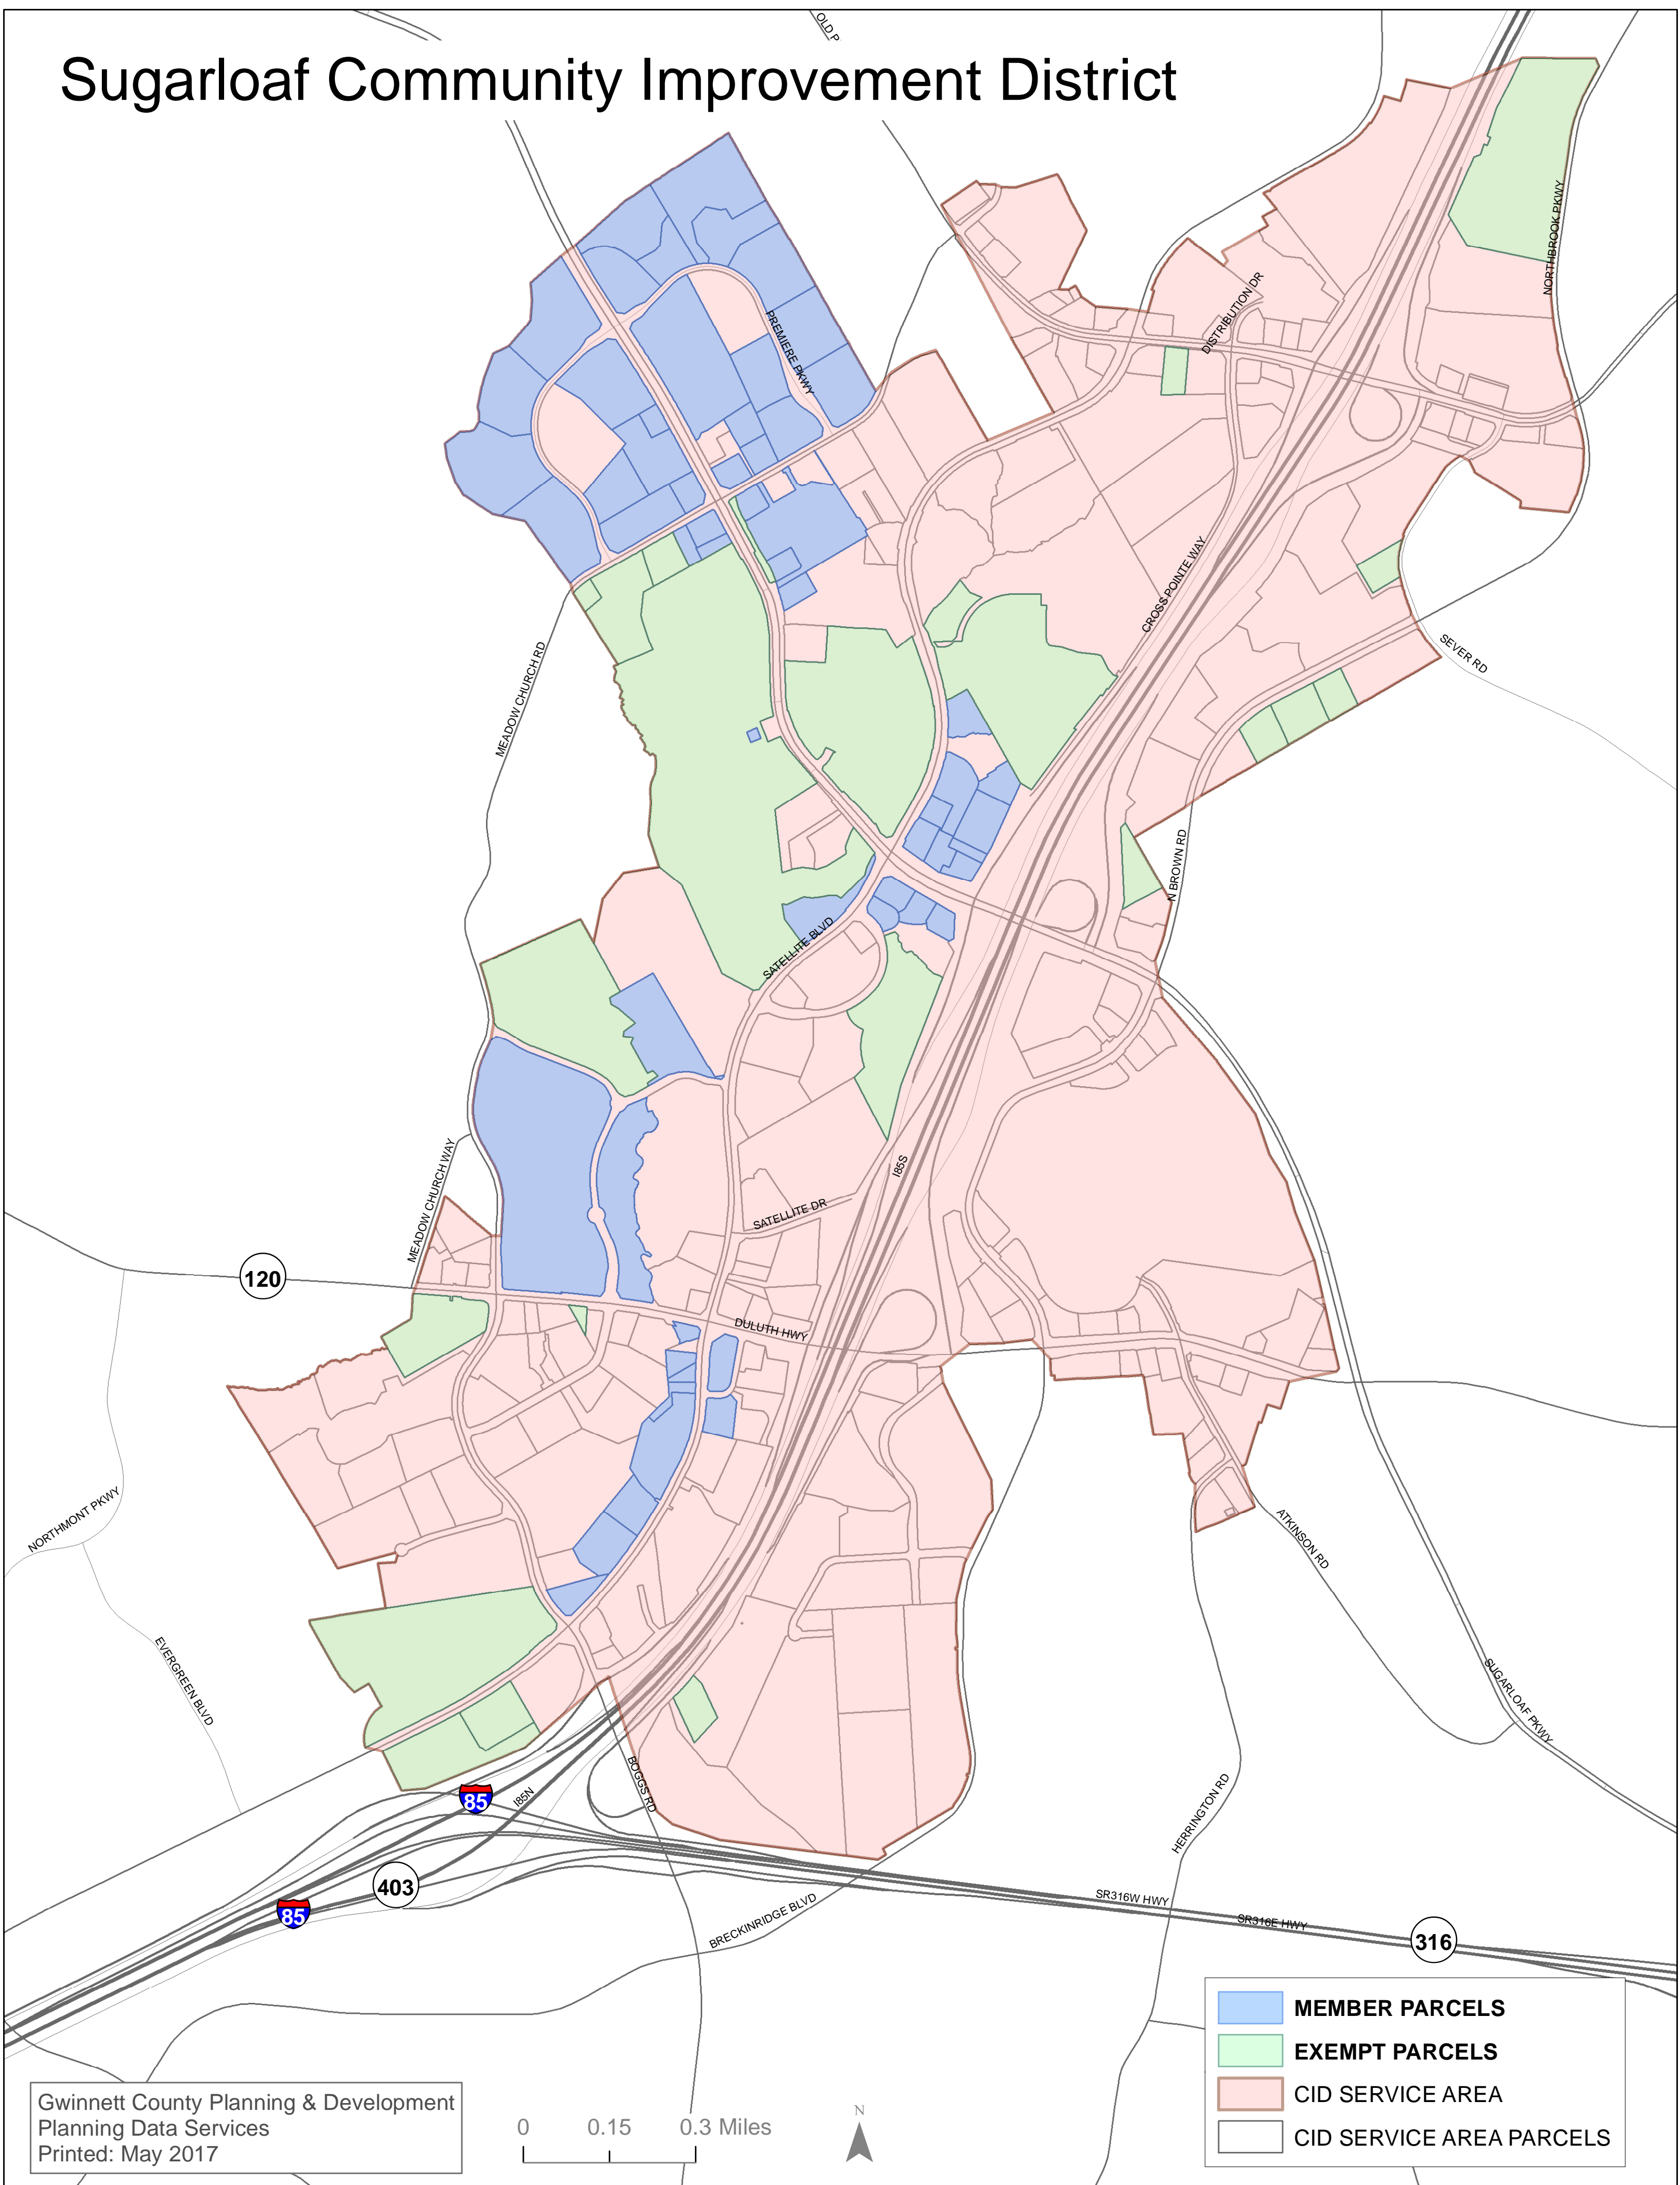 OLD P
Sugarloaf Community Improvement District
NORTHBROOK PKWY
DISTRIBUTION DR
PREMIERE PKWY
CROSS POINTE WAY
SEVER RD
MEADOW CHURCH RD
N BROWN RD
SATELLITE BLVD
MEADOW CHURCH WAY
I85S
SATELLITE DR
120
DULUTH HWY
NORTHMONT PKWY
ATKINSON RD
EVERGREEN BLVD
SUGARLOAF PKWY
BOGGS RD
85
I85N
HERRINGTON RD
403
85
SR316W HWY
BRECKINRIDGE BLVD
SR316E HWY
316
MEMBER PARCELS
EXEMPT PARCELS
CID SERVICE AREA
CID SERVICE AREA PARCELS
Gwinnett County Planning & Development
Planning Data Services
Printed: May 2017
0 0.15 0.3 Miles
N